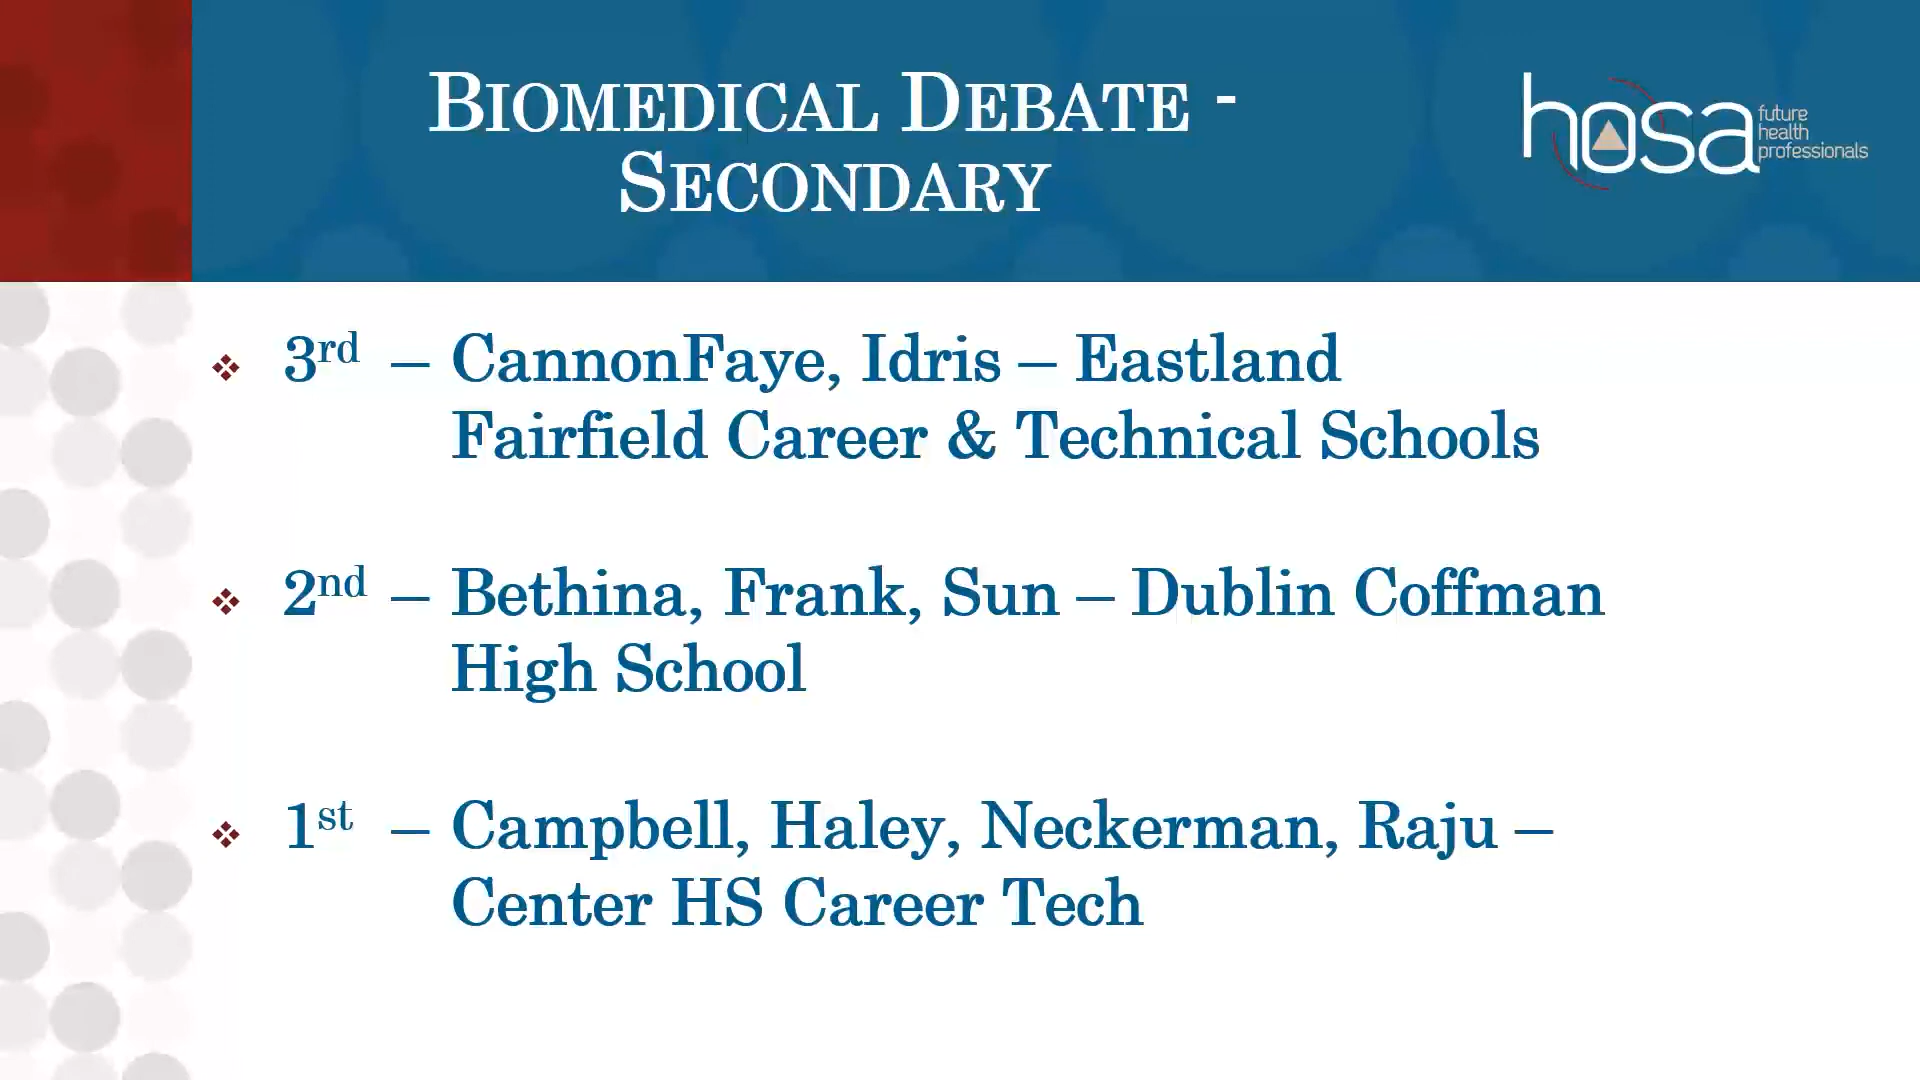 BIOMEDICAL DEBATE -
SECONDARY
hosa
future
health
professionals
❖ 3rd – CannonFaye, Idris – Eastland
Fairfield Career & Technical Schools
❖ 2nd – Bethina, Frank, Sun – Dublin Coffman
High School
❖ 1st – Campbell, Haley, Neckerman, Raju –
Center HS Career Tech